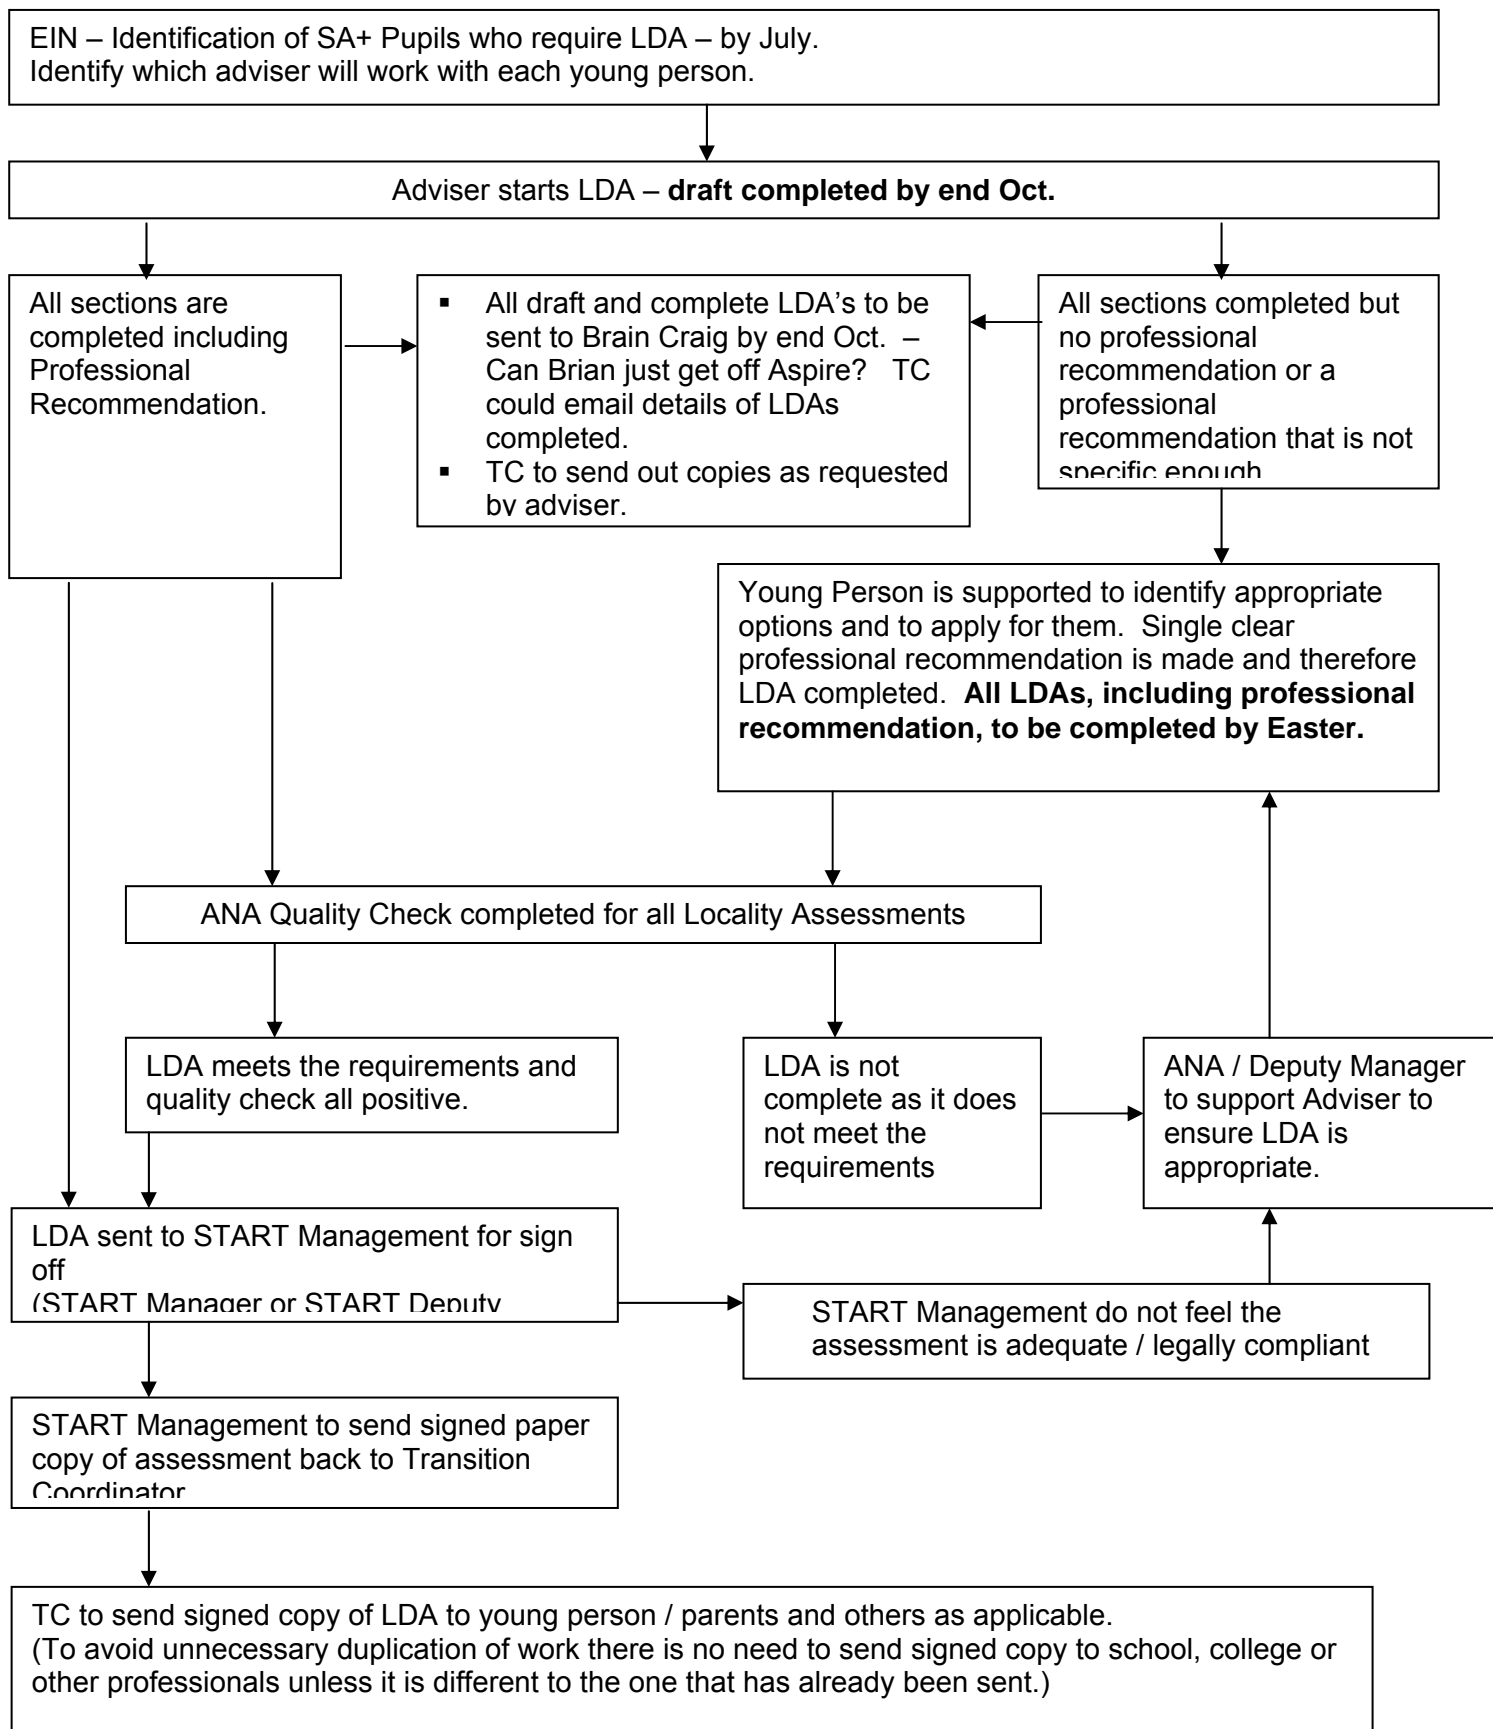 EIN – Identification of SA+ Pupils who require LDA – by July.
Identify which adviser will work with each young person.
Adviser starts LDA – draft completed by end Oct.
All sections are
completed including
Professional
Recommendation.
▪ All draft and complete LDA's to be
sent to Brain Craig by end Oct. –
Can Brian just get off Aspire? TC
could email details of LDAs
completed.
▪ TC to send out copies as requested
by adviser.
All sections completed but
no professional
recommendation or a
professional
recommendation that is not
specific enough
Young Person is supported to identify appropriate
options and to apply for them. Single clear
professional recommendation is made and therefore
LDA completed. All LDAs, including professional
recommendation, to be completed by Easter.
ANA Quality Check completed for all Locality Assessments
LDA meets the requirements and
quality check all positive.
LDA is not
complete as it does
not meet the
requirements
ANA / Deputy Manager
to support Adviser to
ensure LDA is
appropriate.
LDA sent to START Management for sign
off
(START Manager or START Deputy
START Management do not feel the
assessment is adequate / legally compliant
START Management to send signed paper
copy of assessment back to Transition
Coordinator
TC to send signed copy of LDA to young person / parents and others as applicable.
(To avoid unnecessary duplication of work there is no need to send signed copy to school, college or
other professionals unless it is different to the one that has already been sent.)